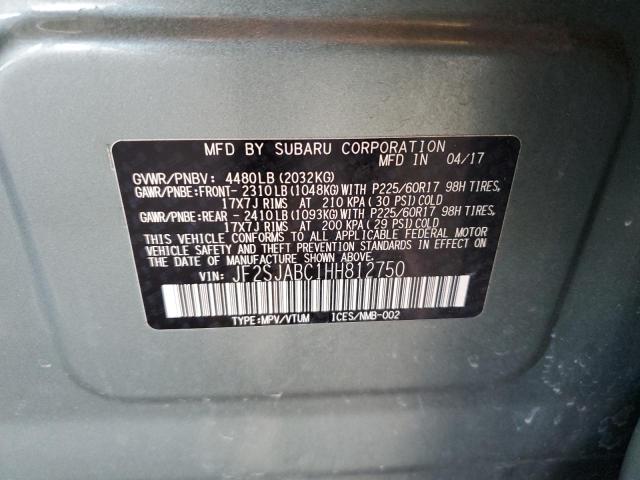 MFD BY SUBARU CORPORATION
MFD IN 04/17
GVWR/PNBV: 4480LB (2032KG)
GAWR/PNBE:FRONT- 2310LB(1048KG)WITH P225/60R17 98H TIRES,
17X7J RIMS AT 210 KPA ( 30 PSI)COLD
GAWR/PNBE:REAR - 2410LB(1093KG)WITH P225/60R17 98H TIRES,
17X7J RIMS AT 200 KPA (29 PSI)COLD
THIS VEHICLE CONFORMS TO ALL APPLICABLE FEDERAL MOTOR
VEHICLE SAFETY AND THEFT PREVENTION STANDARDS IN EFFECT ON
THE DATE OF MANUFACTURE SHOWN ABOVE.
VIN: JF2SJABC1HH812750
TYPE:MPV/VTUM ICES/NMB-002